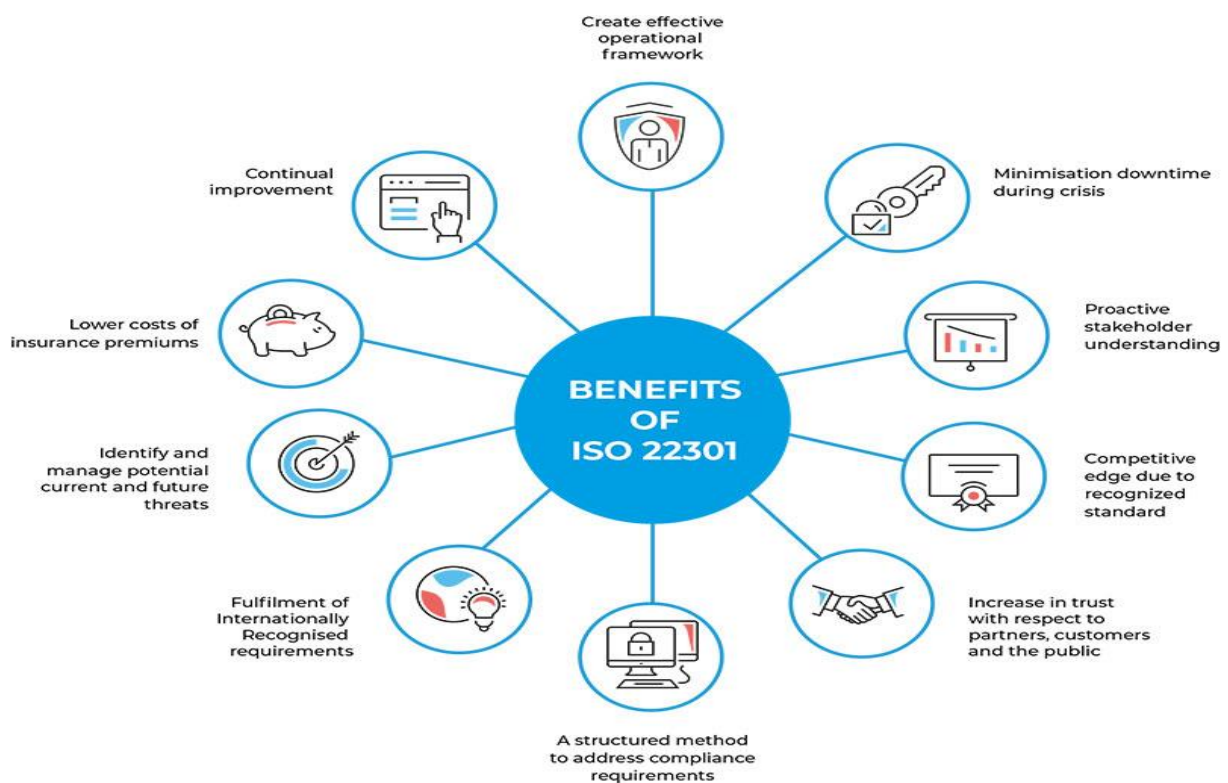 Create effective
operational
framework
Continual
improvement
Minimisation downtime
during crisis
Lower costs of
insurance premiums
Proactive
stakeholder
understanding
BENEFITS
OF
ISO 22301
Identify and
manage potential
current and future
threats
Competitive
edge due to
recognized
standard
Fulfilment of
Internationally
Recognised
requirements
Increase in trust
with respect to
partners, customers
and the public
A structured method
to address compliance
requirements